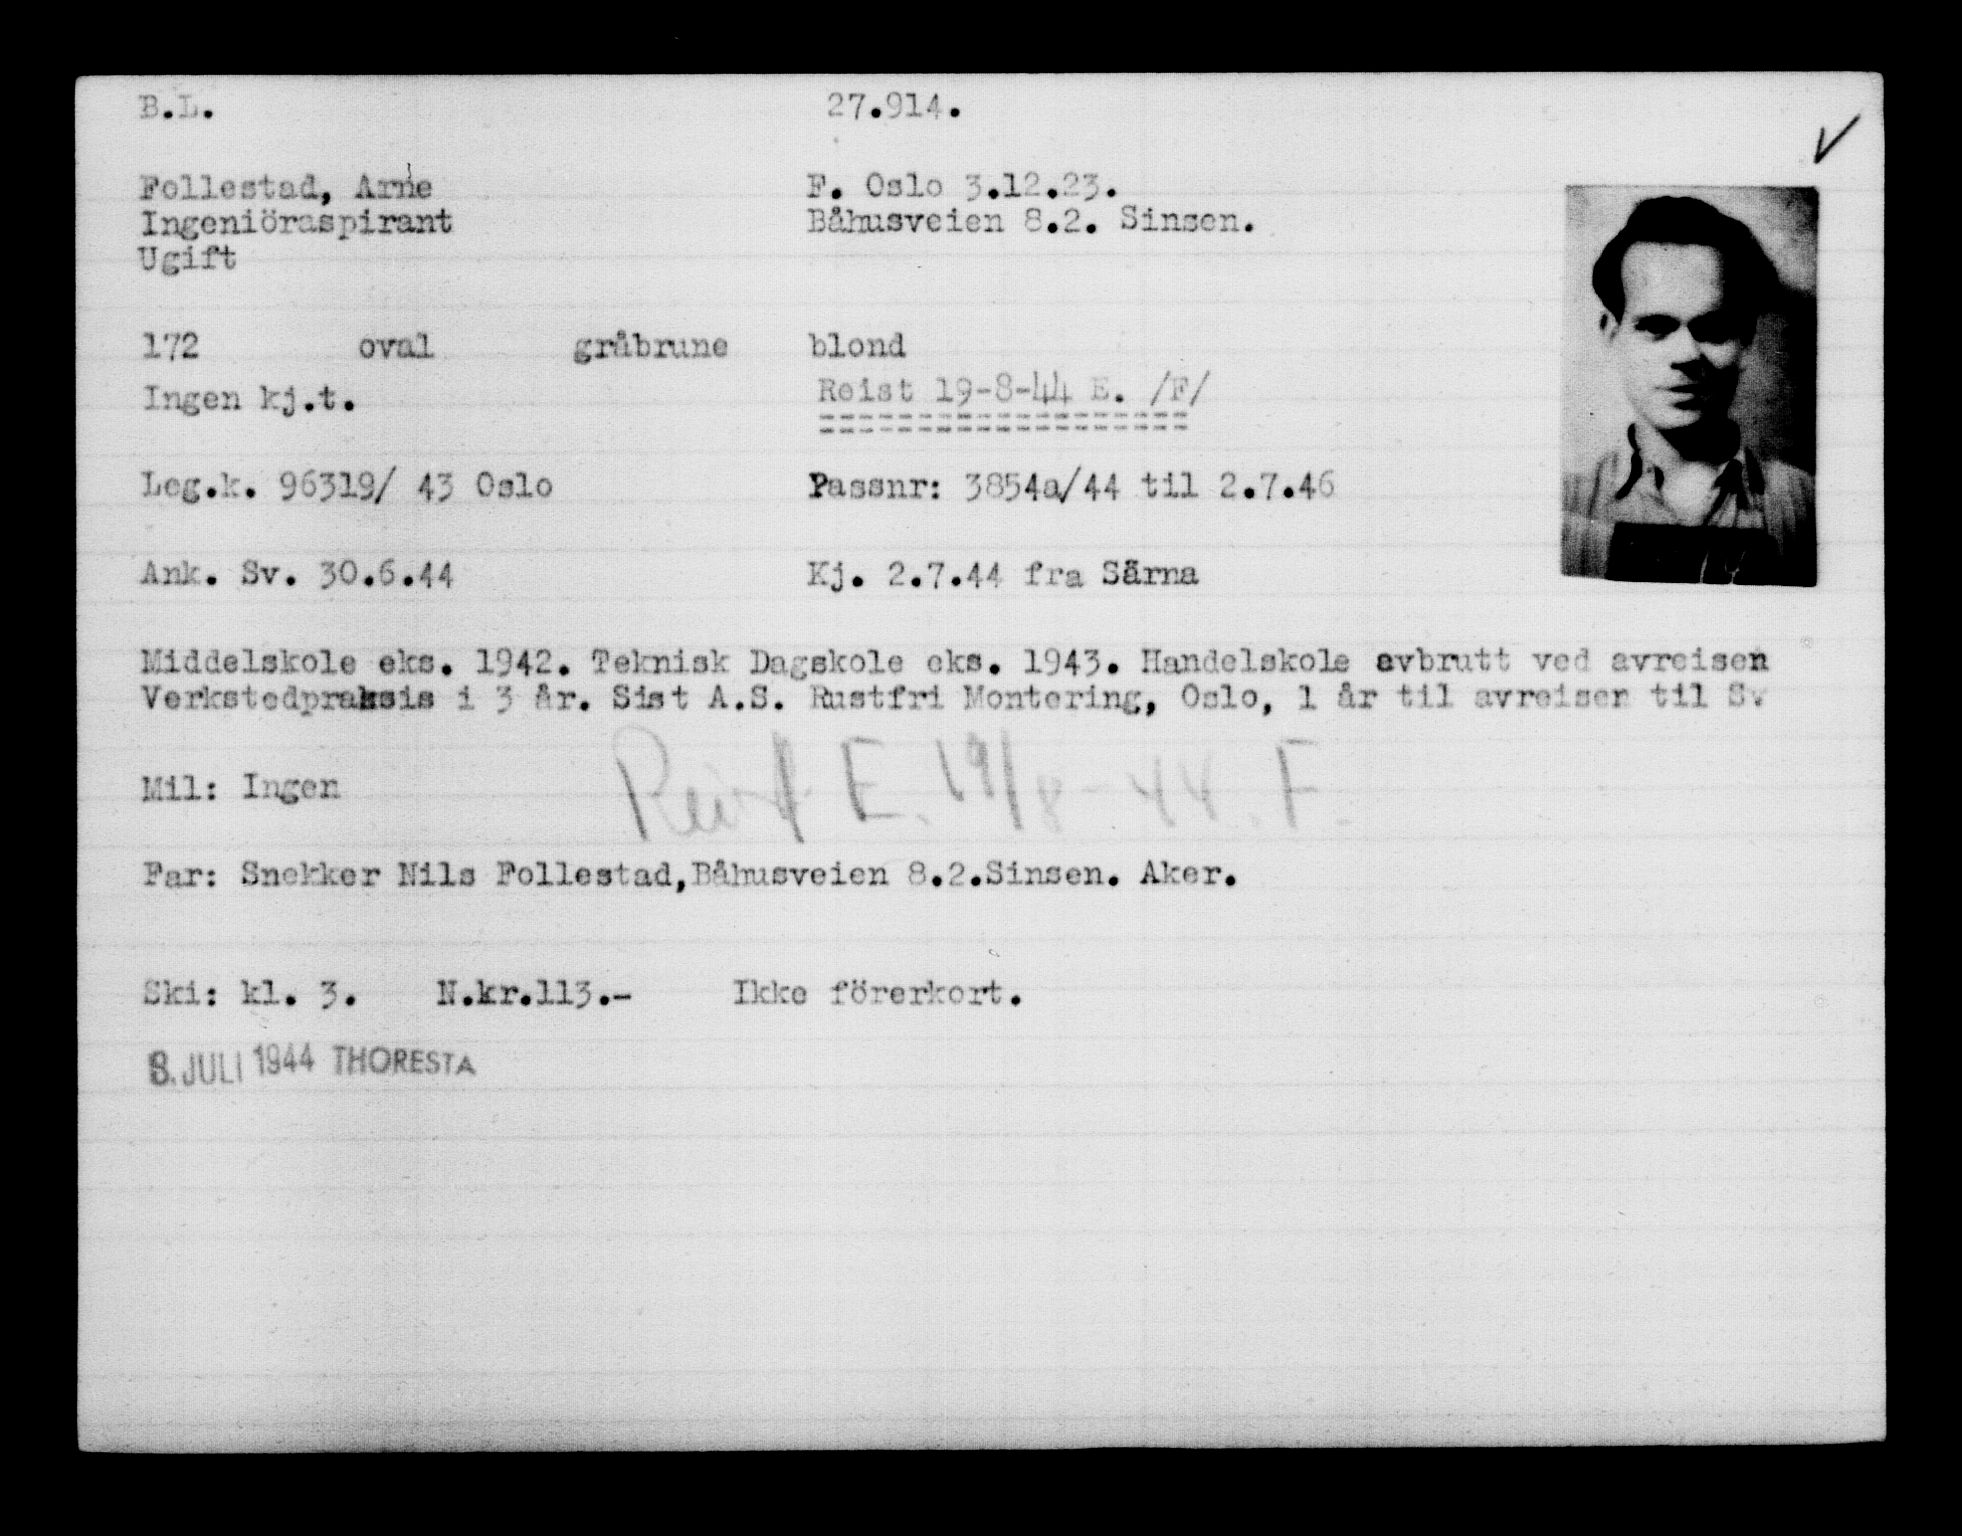 B.L. 27.914.
Follestad, Arne F. Oslo 3.12.23.
Ingeniöraspirant Båhusveien 8.2. Sinsen.
Ugift
172 oval gråbrune blond
Ingen kj.t. Reist 19-8-44 E. /F/
Leg.k. 96319/ 43 Oslo Passnr: 3854a/44 til 2.7.46
Ank. Sv. 30.6.44 Kj. 2.7.44 fra Särna
Middelskole eks. 1942. Teknisk Dagskole eks. 1943. Handelskole avbrutt ved avreisen
Verkstedpraksis i 3 år. Sist A.S. Rustfri Montering, Oslo, 1 år til avreisen til Sv
Reist E. 19/8-44. F.
Mil: Ingen
Far: Snekker Nils Follestad,Båhusveien 8.2.Sinsen. Aker.
Ski: kl. 3. N.kr.113.- Ikke förerkort.
8. JULI 1944 THORESTA